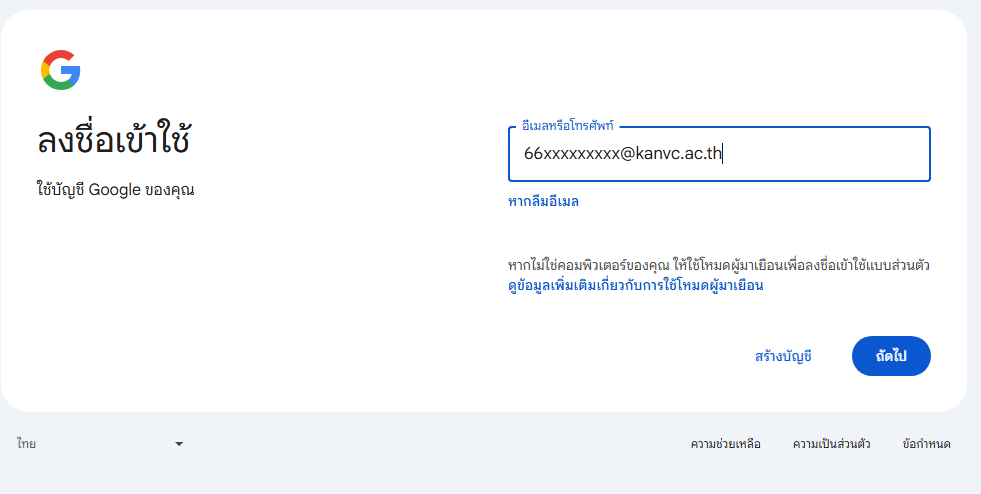 ลงชื่อเข้าใช้
ใช้บัญชี Google ของคุณ
อีเมลหรือโทรศัพท์
66xxxxxxxxx@kanvc.ac.th
หากลืมอีเมล
หากไม่ใช่คอมพิวเตอร์ของคุณ ให้ใช้โหมดผู้มาเยือนเพื่อลงชื่อเข้าใช้แบบส่วนตัว
ดูข้อมูลเพิ่มเติมเกี่ยวกับการใช้โหมดผู้มาเยือน
สร้างบัญชี
ถัดไป
ไทย
ความช่วยเหลือ
ความเป็นส่วนตัว
ข้อกำหนด